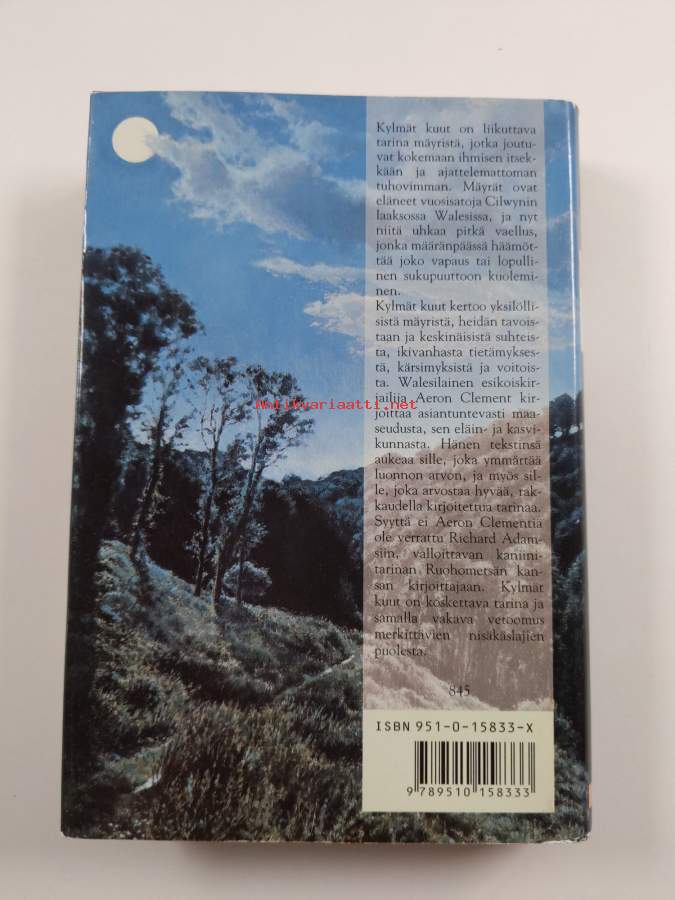 Kylmät kuut on liikuttava
tarina mäyristä, jotka joutu-
vat kokemaan ihmisen itsek-
kään ja ajattelemattoman
tuhovimman. Mäyrät ovat
eläneet vuosisatoja Cilwynin
laaksossa Walesissa, ja nyt
niitä uhkaa pitkä vaellus,
jonka määränpäässä häämöt-
tää joko vapaus tai lopulli-
nen sukupuuttoon kuolemi-
nen.
Kylmät kuut kertoo yksilölli-
sistä mäyristä, heidän tavois-
taan ja keskinäisistä suhteis-
ta, ikivanhasta tietämykses-
tä, kärsimyksistä ja voitois-
ta. Walesilainen esikoiskir-
jailija Aeron Clement kir-
Antikvariaatti.net
joittaa asiantuntevasti maa-
seudusta, sen eläin- ja kasvi-
kunnasta. Hänen tekstinsä
aukeaa sille, joka ymmärtää
luonnon arvon, ja myös sil-
le, joka arvostaa hyvää, rak-
kaudella kirjoitettua tarinaa.
Syyttä ei Aeron Clementia
ole verrattu Richard Adam-
siin, valloittavan kaniini-
tarinan Ruohometsän kan-
san kirjoittajaan. Kylmät
kuut on koskettava tarina ja
samalla vakava vetoomus
merkittävien nisäkäslajien
puolesta.
845
ISBN 951-0-15833-X
9 789510 158333